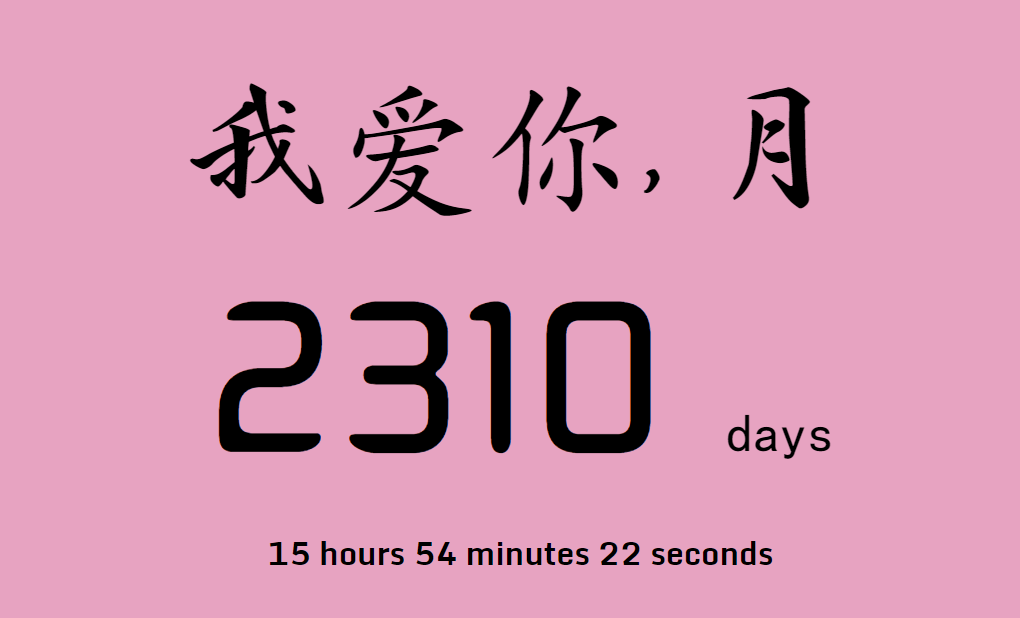 我爱你,月
2310 days
15 hours 54 minutes 22 seconds